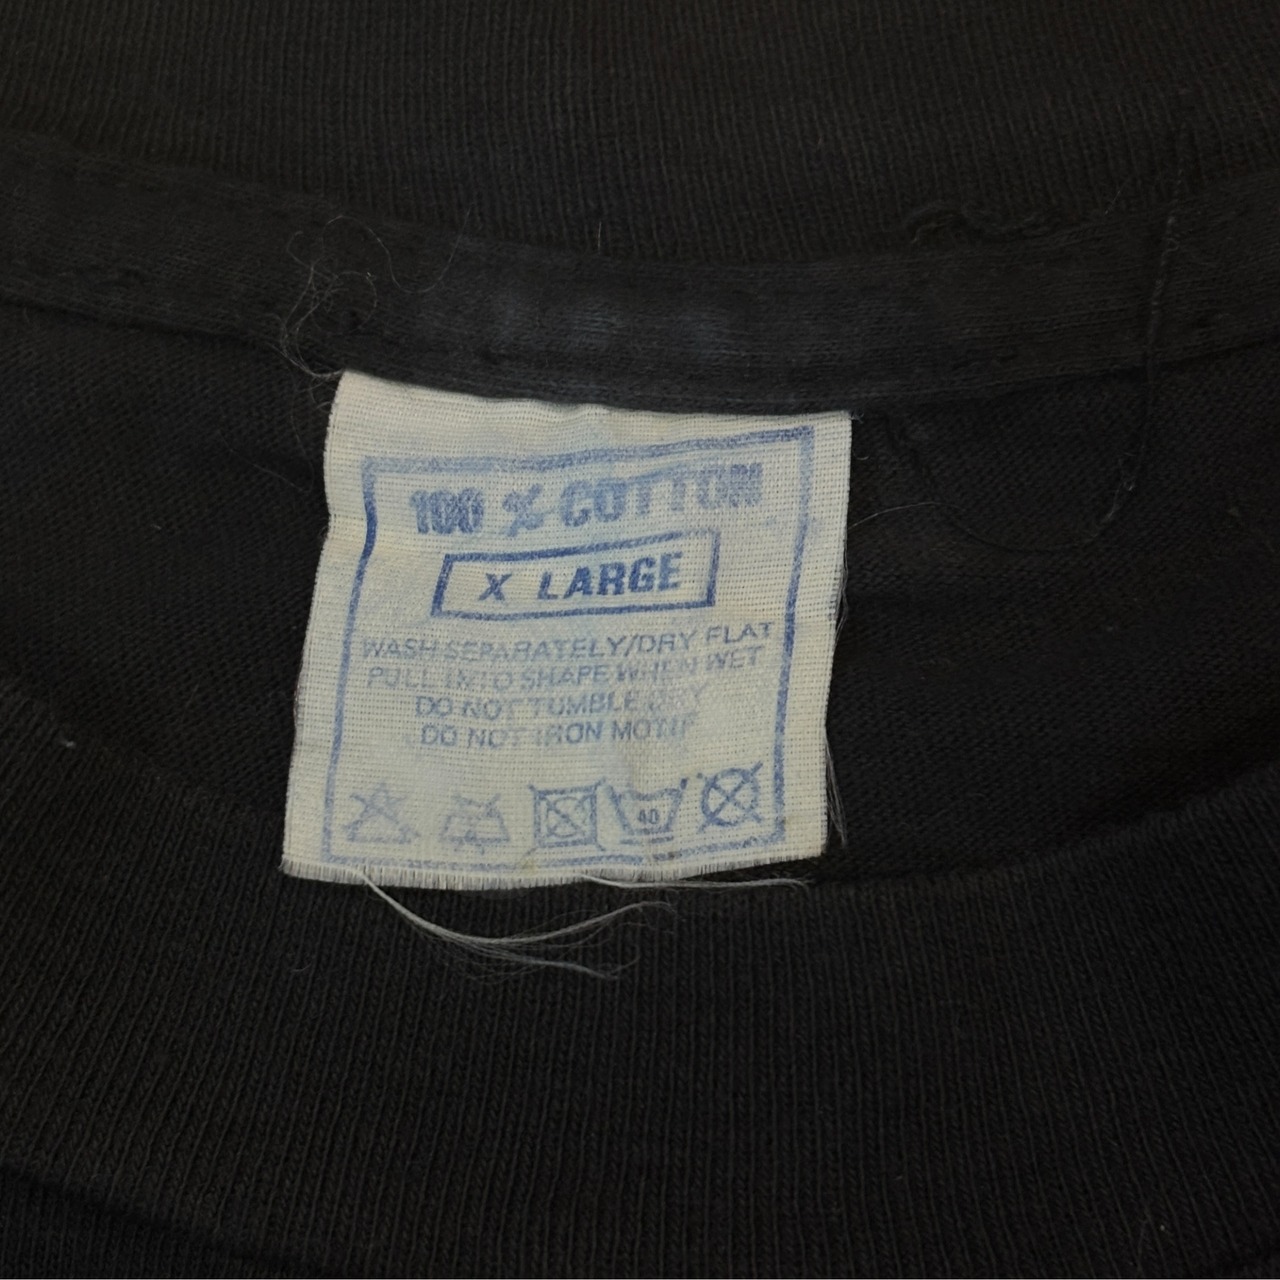 100 % COTTON
X LARGE
WASH SEPARATELY/DRY FLAT
PULL INTO SHAPE WHEN WET
DO NOT TUMBLE DRY
DO NOT IRON MOTIF
40